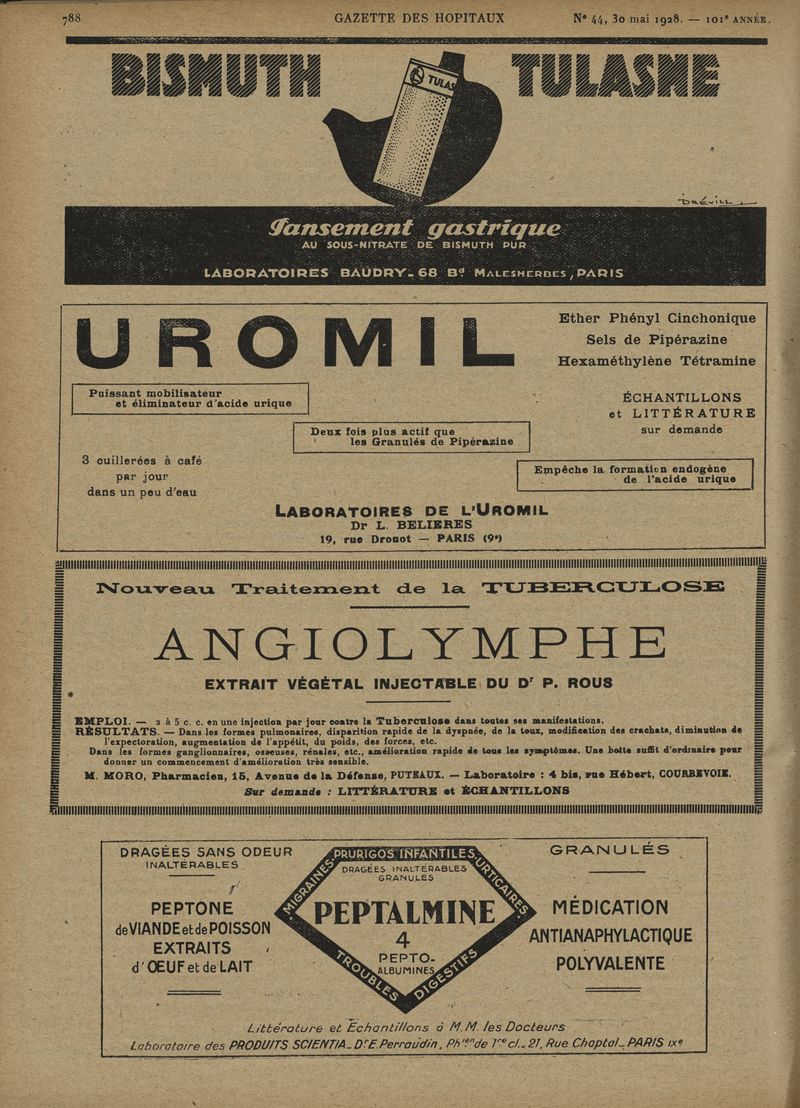 788
GAZETTE DES HOPITAUX
N° 44, 30 mai 1928. — 101e ANNÉE.
BISMUTH TULASNE
TULAS
DREVILL
Pansement gastrique
AU SOUS-NITRATE DE BISMUTH PUR
LABORATOIRES BAUDRY_68 Bd MALESHERBES, PARIS
UROMIL
Ether Phényl Cinchonique
Sels de Pipérazine
Hexaméthylène Tétramine
Puissant mobilisateur
et éliminateur d'acide urique
ÉCHANTILLONS
et LITTÉRATURE
sur demande
Deux fois plus actif que
les Granulés de Pipérazine
3 cuillerées à café
par jour
dans un peu d'eau
Empêche la formation endogène
de l'acide urique
LABORATOIRES DE L'UROMIL
Dr L. BELIERES
19, rue Drouot — PARIS (9e)
Nouveau Traitement de la TUBERCULOSE
ANGIOLYMPHE
EXTRAIT VÉGÉTAL INJECTABLE DU Dr P. ROUS
EMPLOI. — 2 à 5 c. c. en une injection par jour contre la Tuberculose dans toutes ses manifestations.
RÉSULTATS. — Dans les formes pulmonaires, disparition rapide de la dyspnée, de la toux, modification des crachats, diminution de
l'expectoration, augmentation de l'appétit, du poids, des forces, etc.
Dans les formes ganglionnaires, osseuses, rénales, etc., amélioration rapide de tous les symptômes. Une boîte suffit d'ordinaire pour
donner un commencement d'amélioration très sensible.
M. MORO, Pharmacien, 15, Avenue de la Défense, PUTEAUX. — Laboratoire : 4 bis, rue Hébert, COURBEVOIE.
Sur demande : LITTÉRATURE et ÉCHANTILLONS
DRAGÉES SANS ODEUR
INALTÉRABLES
PEPTONE
de VIANDE et de POISSON
EXTRAITS
d'ŒUF et de LAIT
PRURIGOS INFANTILES
MIGRAINES
URTICAIRES
DRAGÉES INALTÉRABLES
GRANULES
PEPTALMINE
4
PEPTO-
ALBUMINES
TROUBLES DIGESTIFS
GRANULÉS
MÉDICATION
ANTIANAPHYLACTIQUE
POLYVALENTE
Littérature et Échantillons à M.M. les Docteurs
Laboratoire des PRODUITS SCIENTIA_Dr E. Perraudin, Phien de 1re cl._21, Rue Chaptal_PARIS IXe